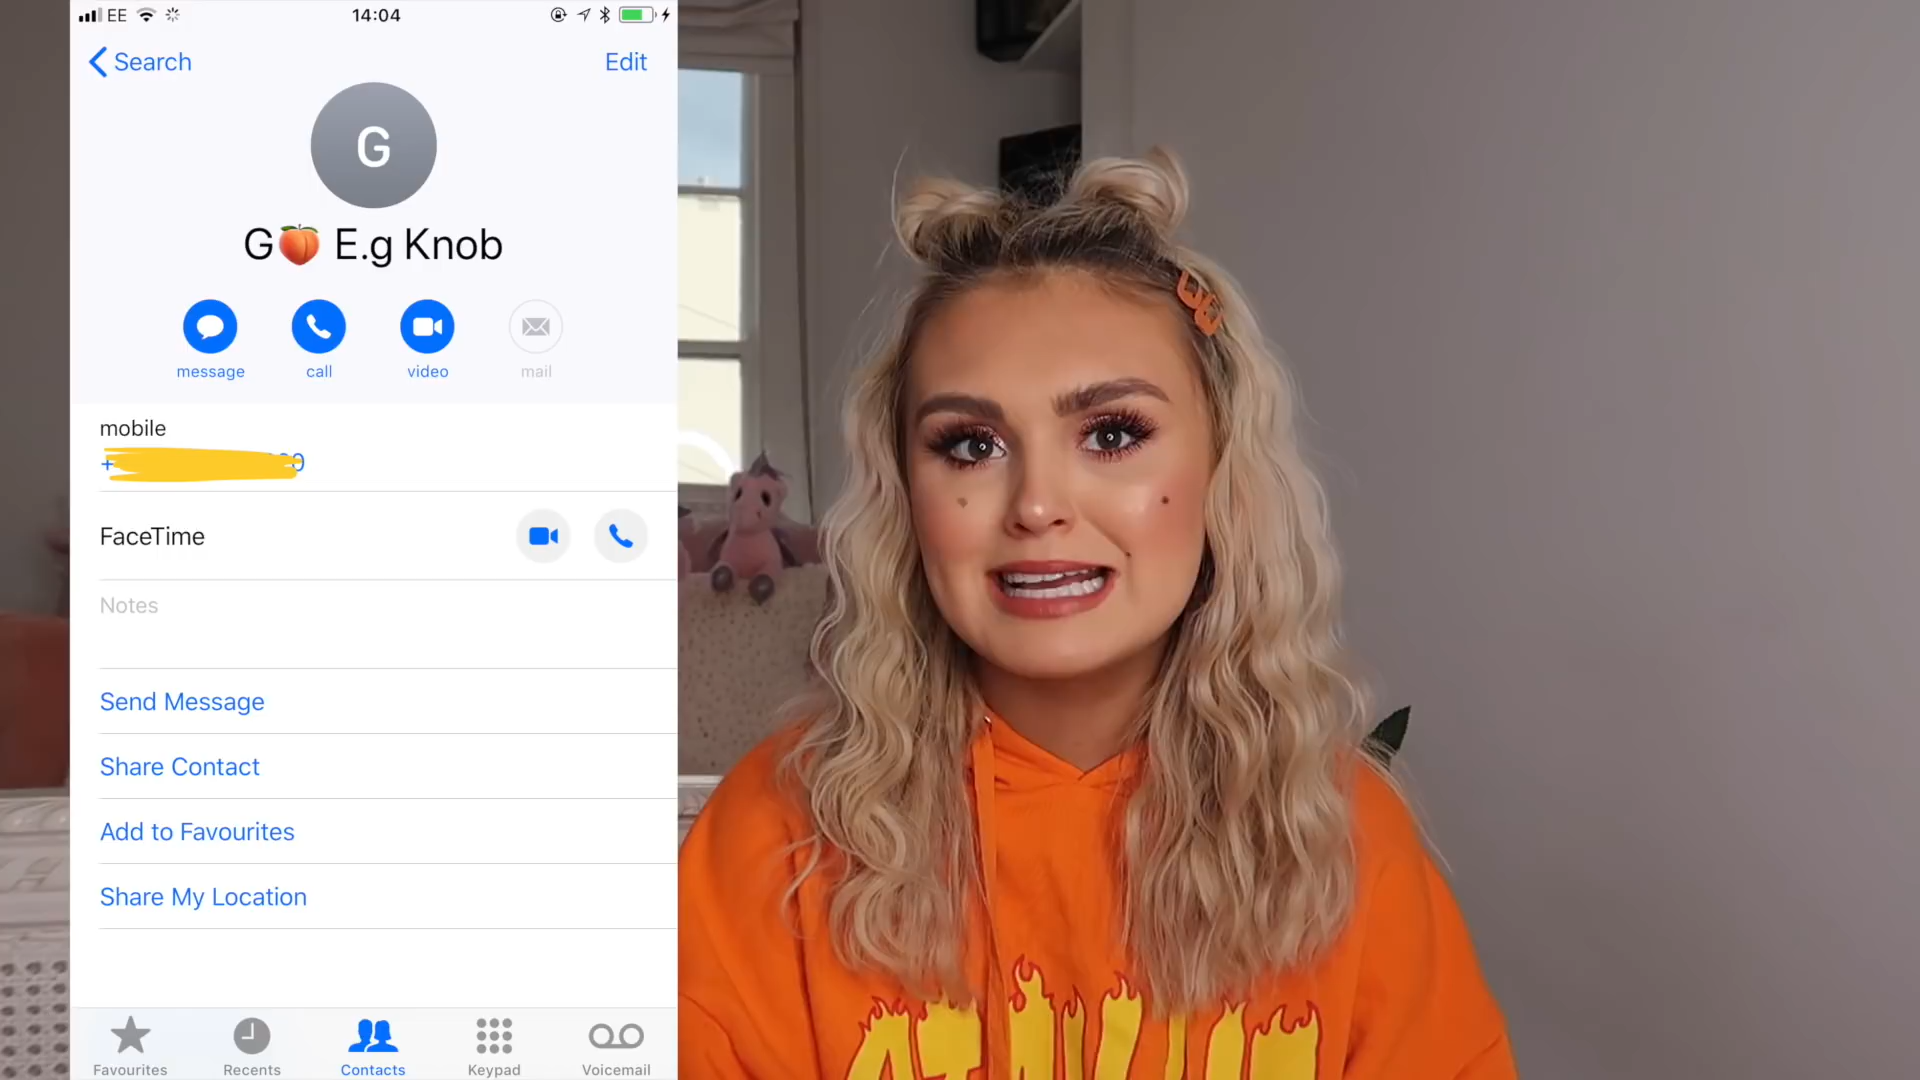 EE 14:04
Search Edit
G
G🍑 E.g Knob
message call video mail
mobile
FaceTime
Notes
Send Message
Share Contact
Add to Favourites
Share My Location
Favourites Recents Contacts Keypad Voicemail